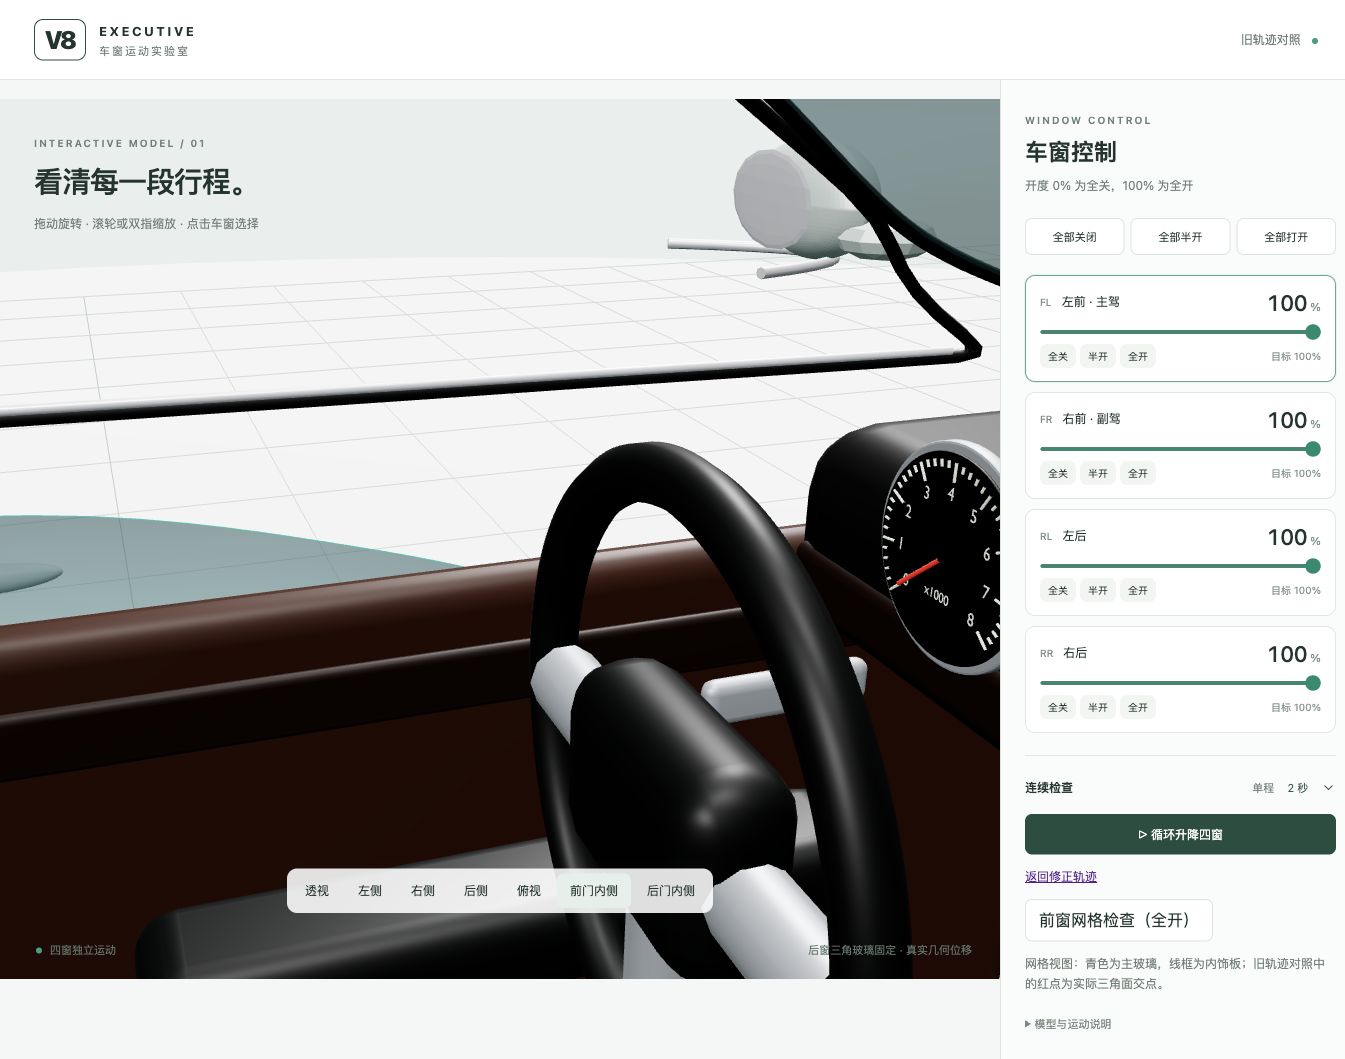 V8
EXECUTIVE
车窗运动实验室
旧轨迹对照
INTERACTIVE MODEL / 01
看清每一段行程。
拖动旋转 · 滚轮或双指缩放 · 点击车窗选择
0
1
2
3
4
5
6
7
8
x1000
透视
左侧
右侧
后侧
俯视
前门内侧
后门内侧
四窗独立运动
后窗三角玻璃固定 · 真实几何位移
WINDOW CONTROL
车窗控制
开度 0% 为全关，100% 为全开
全部关闭
全部半开
全部打开
FL 左前 · 主驾 100 %
全关 半开 全开 目标 100%
FR 右前 · 副驾 100 %
全关 半开 全开 目标 100%
RL 左后 100 %
全关 半开 全开 目标 100%
RR 右后 100 %
全关 半开 全开 目标 100%
连续检查 单程 2 秒
循环升降四窗
返回修正轨迹
前窗网格检查（全开）
网格视图：青色为主玻璃，线框为内饰板；旧轨迹对照中
的红点为实际三角面交点。
模型与运动说明